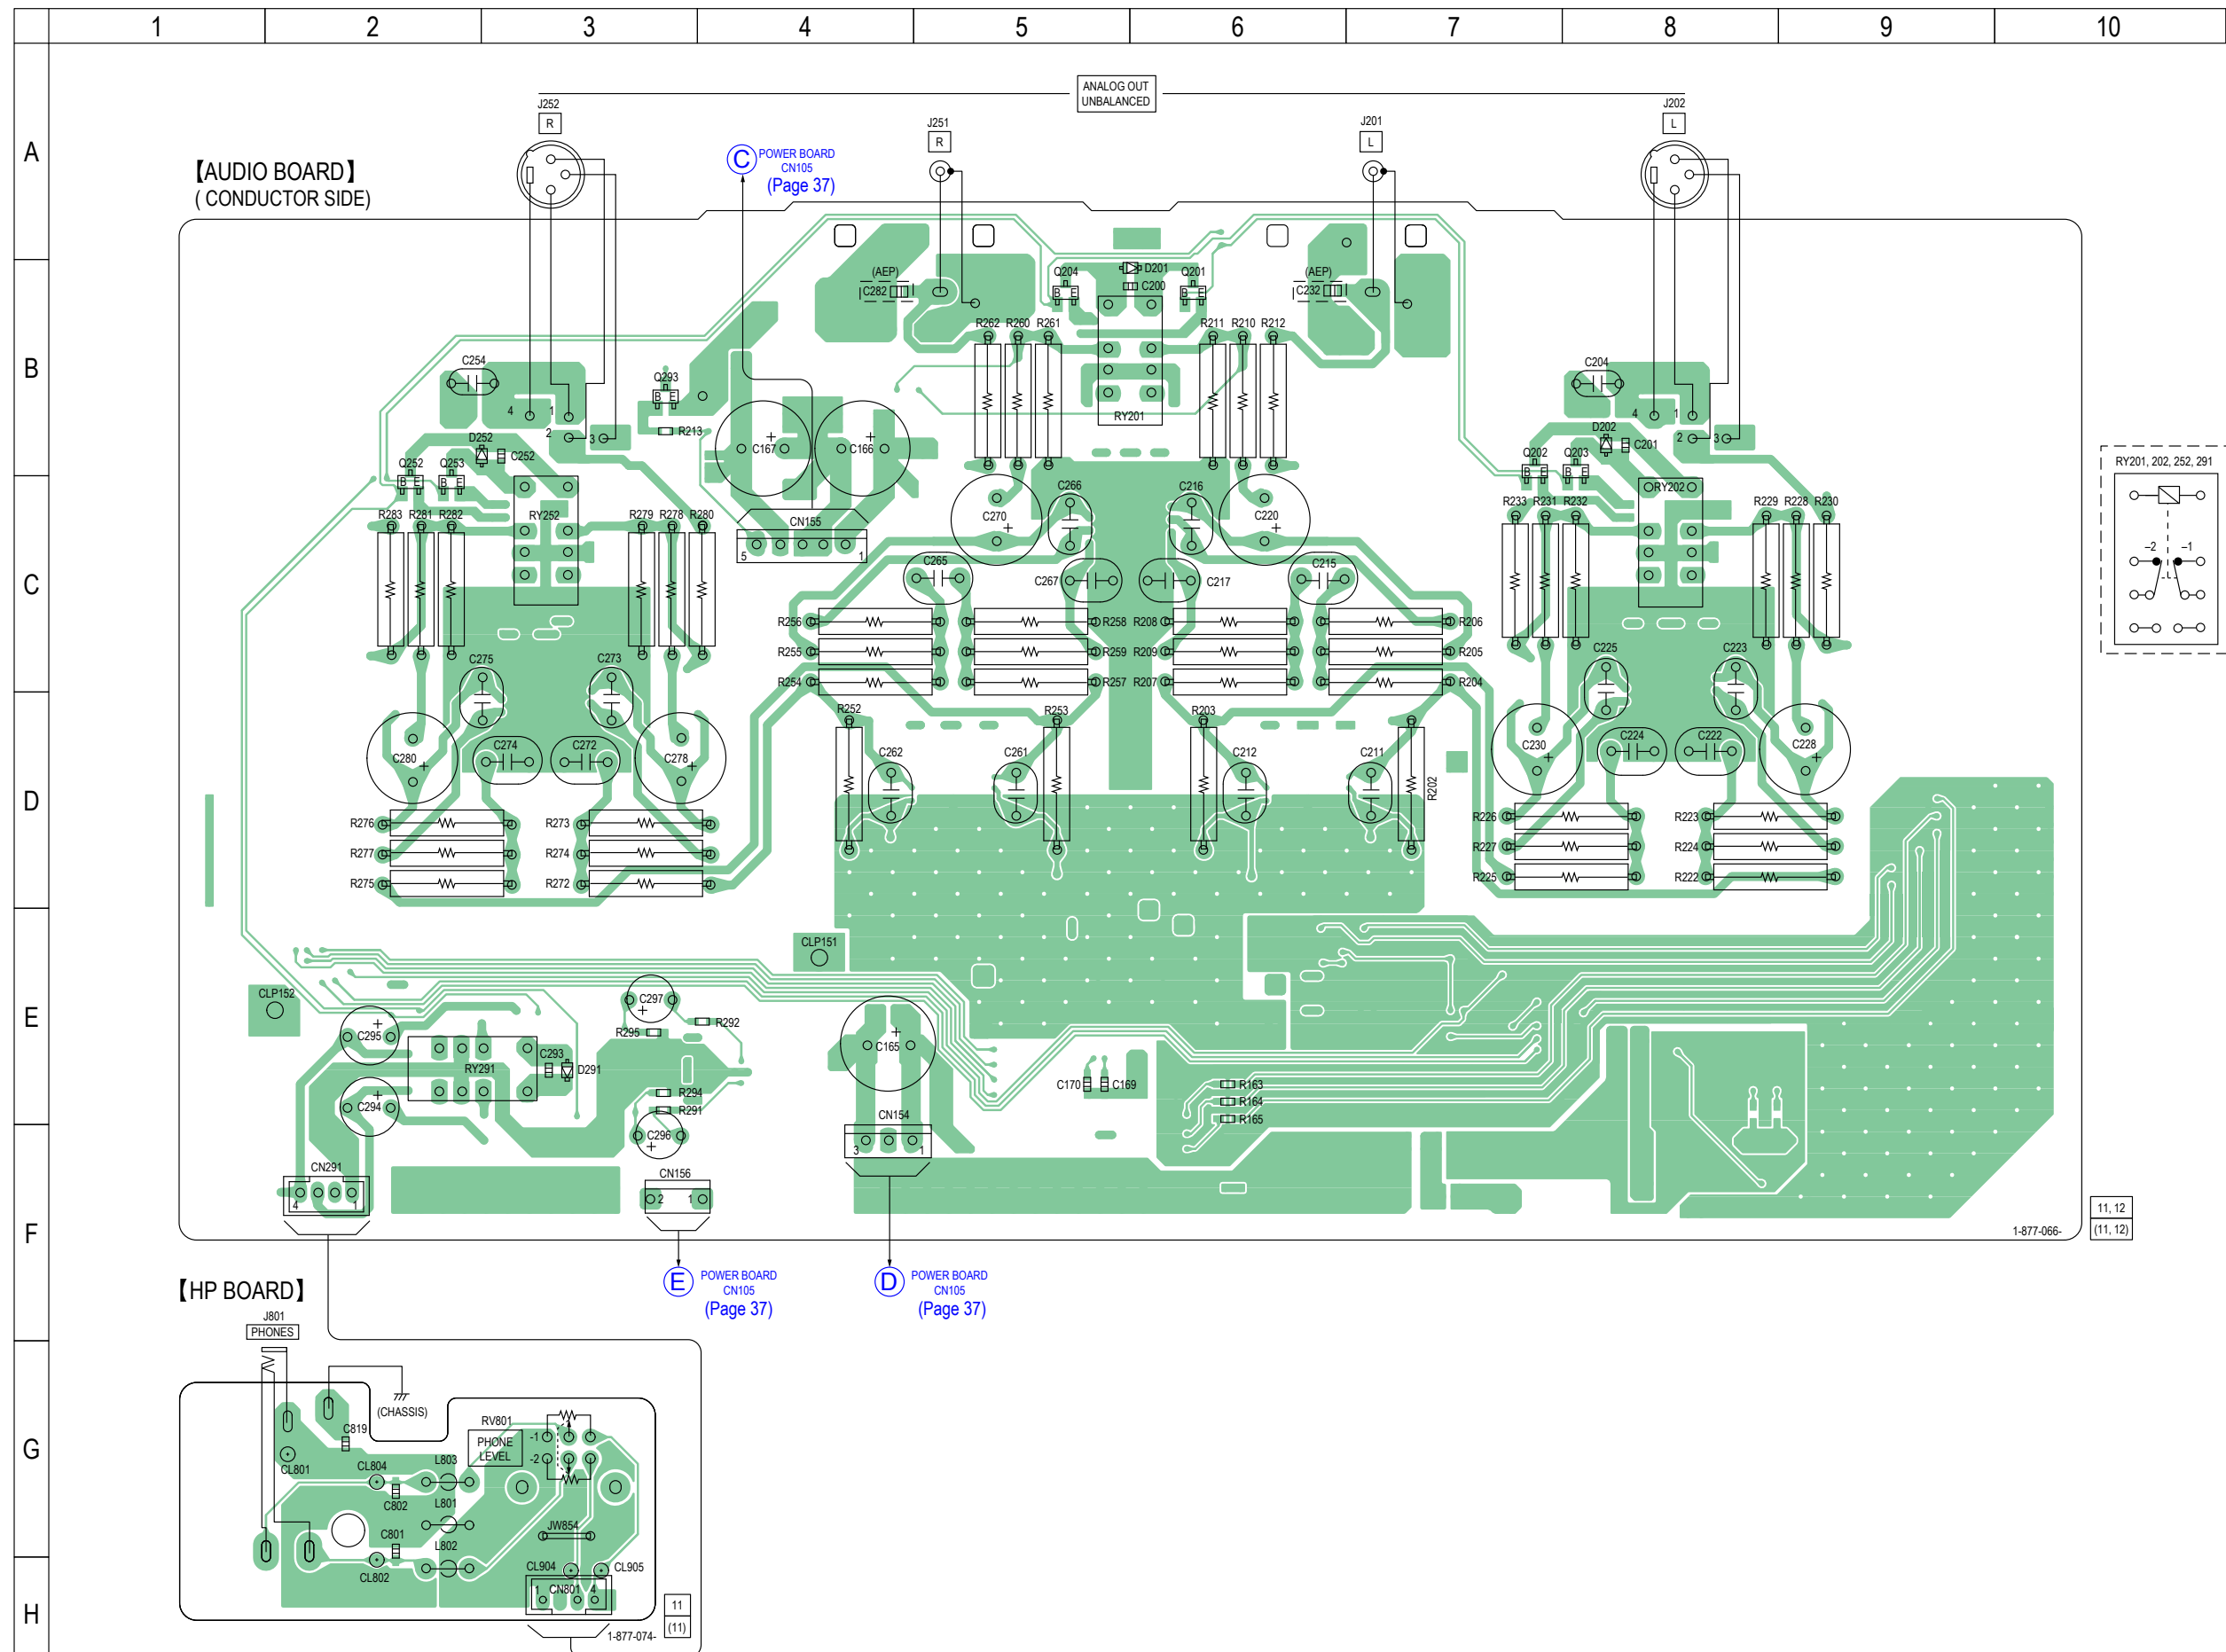 1 2 3 4 5 6 7 8 9 10
A
B
C
D
E
F
G
H
ANALOG OUT
UNBALANCED
J252
R
J251
R
J201
L
J202
L
【AUDIO BOARD】
( CONDUCTOR SIDE)
C POWER BOARD
CN105
(Page 37)
(AEP)
C282
Q204
B E
D201
C200
Q201
B E
(AEP)
C232
R262 R260 R261
R211 R210 R212
RY201
C254
4 1
2 3
Q293
B E
R213
C204
4 1
2 3
D252
C252
Q252
B E
Q253
B E
C167
+
C166
+
D202
C201
Q202
B E
Q203
B E
RY201, 202, 252, 291
–2 –1
R283 R281 R282
RY252
R279 R278 R280
CN155
5 1
C270
+
C266
C216
C220
+
R233 R231 R232
RY202
R229 R228 R230
C265
C267
C217
C215
R256
R258
R208
R206
R255
R259
R209
R205
R254
R257
R207
R204
C275
C273
C225
C223
R252
R253
R203
R202
C280
+
C274
C272
C278
+
C262
C261
C212
C211
C230
+
C224
C222
C228
+
R276
R273
R226
R223
R277
R274
R227
R224
R275
R272
R225
R222
CLP151
CLP152
C297
+
R292
R295
C295
+
C165
+
RY291
C293
D291
C294
+
R294
R291
C296
+
C170
C169
R163
R164
R165
CN154
3 1
CN291
4 1
CN156
2 1
1-877-066-
11, 12
(11, 12)
E POWER BOARD
CN105
(Page 37)
D POWER BOARD
CN105
(Page 37)
【HP BOARD】
J801
PHONES
(CHASSIS)
C819
CL801
RV801
PHONE
LEVEL
-1
-2
CL804
L803
C802
L801
C801
L802
CL802
JW854
CL904
CL905
1 CN801 4
1-877-074-
11
(11)